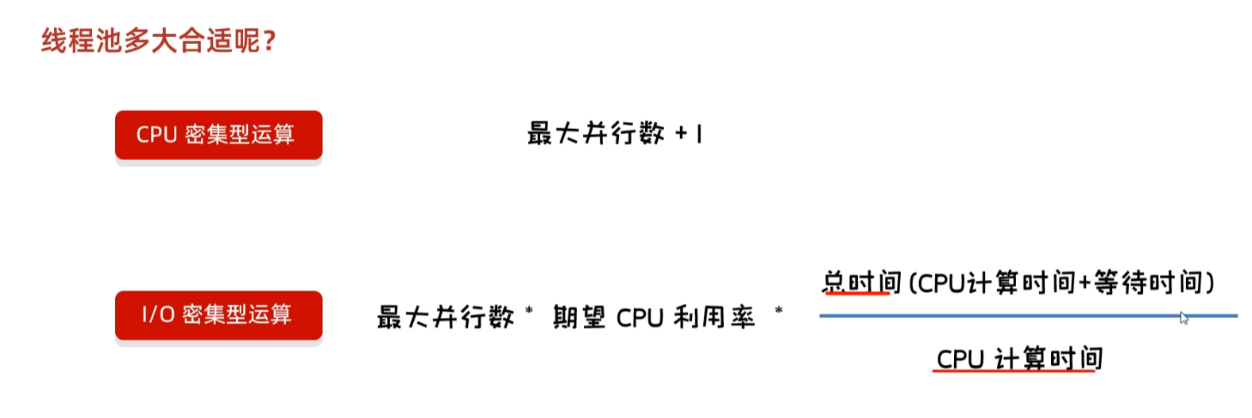 线程池多大合适呢？
CPU 密集型运算
最大并行数 + 1
I/O 密集型运算
最大并行数 * 期望 CPU 利用率 *
总时间(CPU计算时间+等待时间)
CPU 计算时间